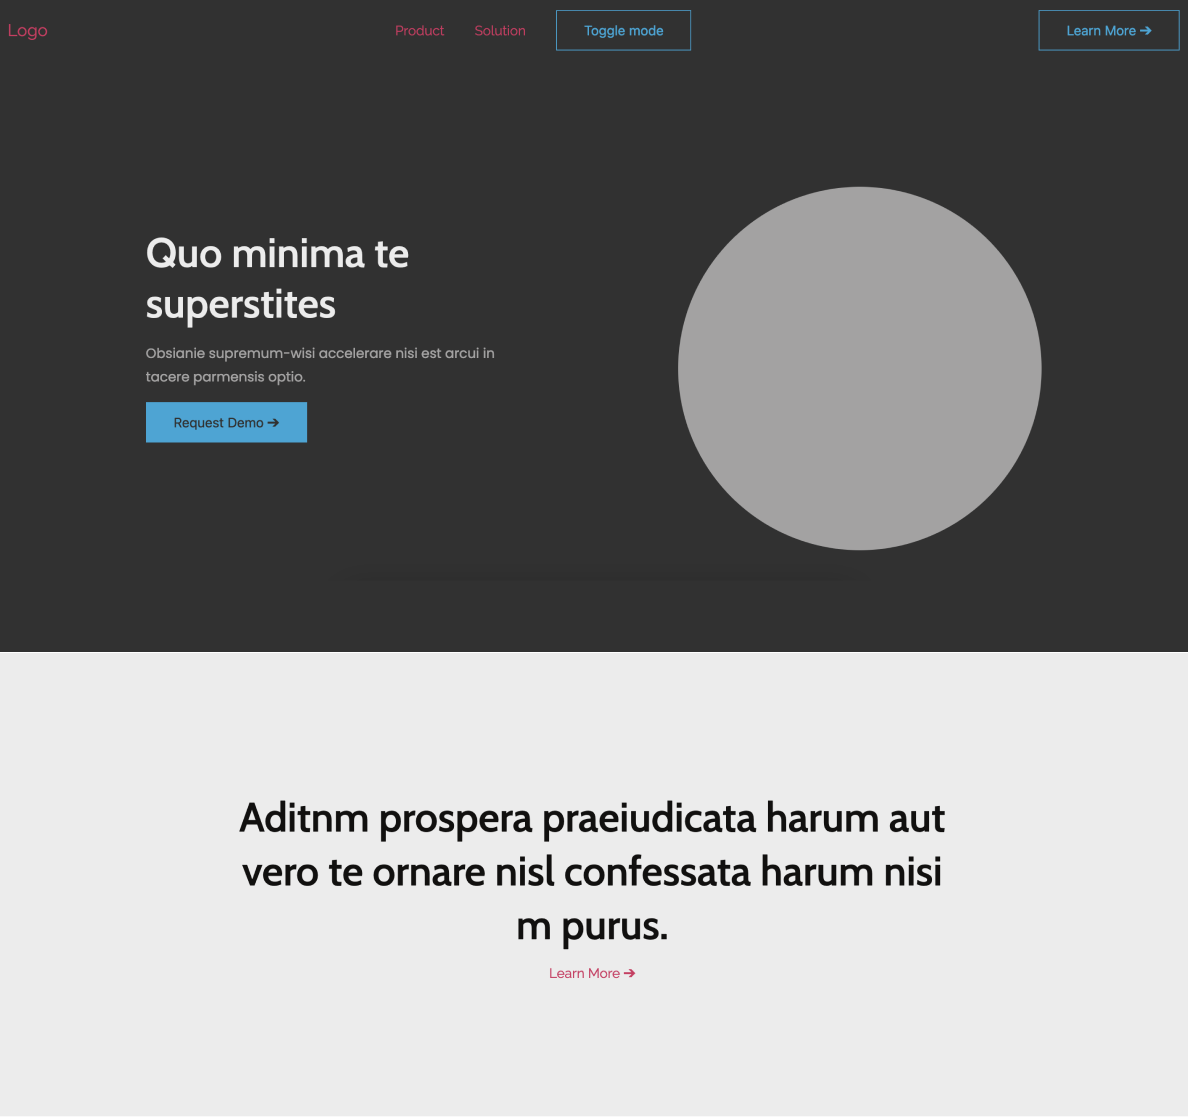 Logo
Product
Solution
Toggle mode
Learn More →
Quo minima te
superstites
Obsianie supremum-wisi accelerare nisi est arcui in
tacere parmensis optio.
Request Demo →
Aditnm prospera praeiudicata harum aut
vero te ornare nisl confessata harum nisi
m purus.
Learn More →